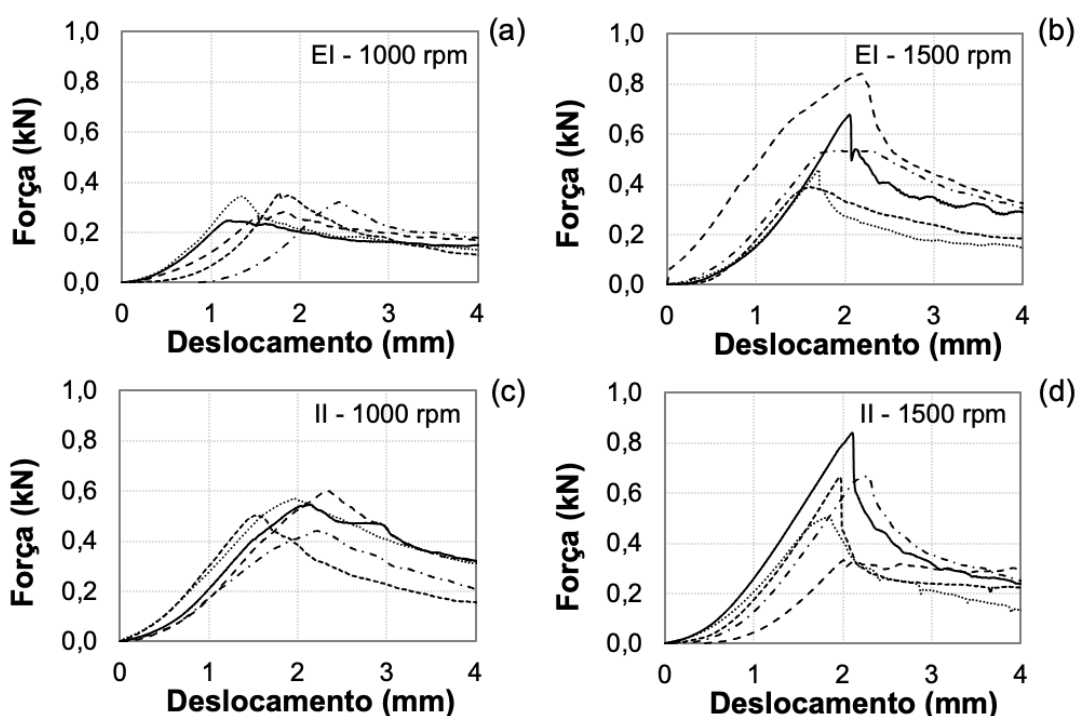 (a)
EI - 1000 rpm
Força (kN)
1,0
0,8
0,6
0,4
0,2
0,0
0 1 2 3 4
Deslocamento (mm)
(b)
EI - 1500 rpm
Força (kN)
1,0
0,8
0,6
0,4
0,2
0,0
0 1 2 3 4
Deslocamento (mm)
(c)
II - 1000 rpm
Força (kN)
1,0
0,8
0,6
0,4
0,2
0,0
0 1 2 3 4
Deslocamento (mm)
(d)
II - 1500 rpm
Força (kN)
1,0
0,8
0,6
0,4
0,2
0,0
0 1 2 3 4
Deslocamento (mm)